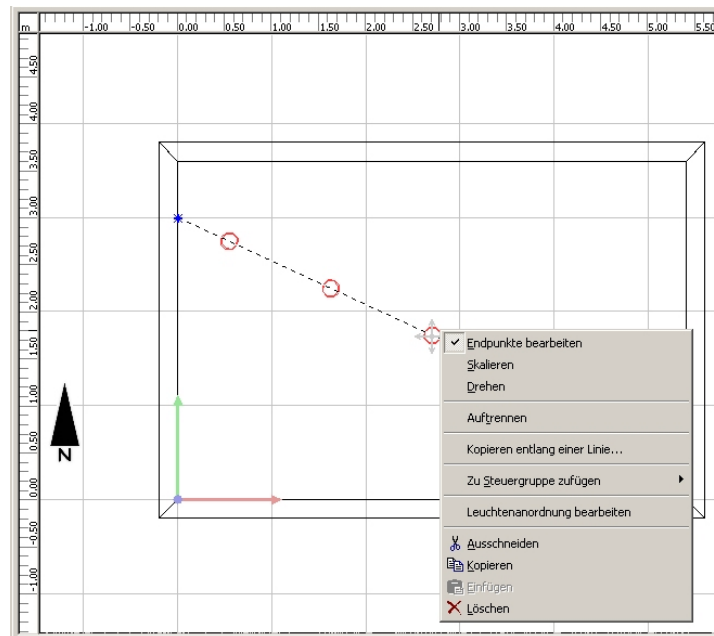 m -1.00 -0.50 0.00 0.50 1.00 1.50 2.00 2.50 3.00 3.50 4.00 4.50 5.00 5.50
4.50
4.00
3.50
3.00
2.50
2.00
1.50
1.00
0.50
0.00
-0.50
-1.00
N
Endpunkte bearbeiten
Skalieren
Drehen
Auftrennen
Kopieren entlang einer Linie...
Zu Steuergruppe zufügen
Leuchtenanordnung bearbeiten
Ausschneiden
Kopieren
Einfügen
Löschen